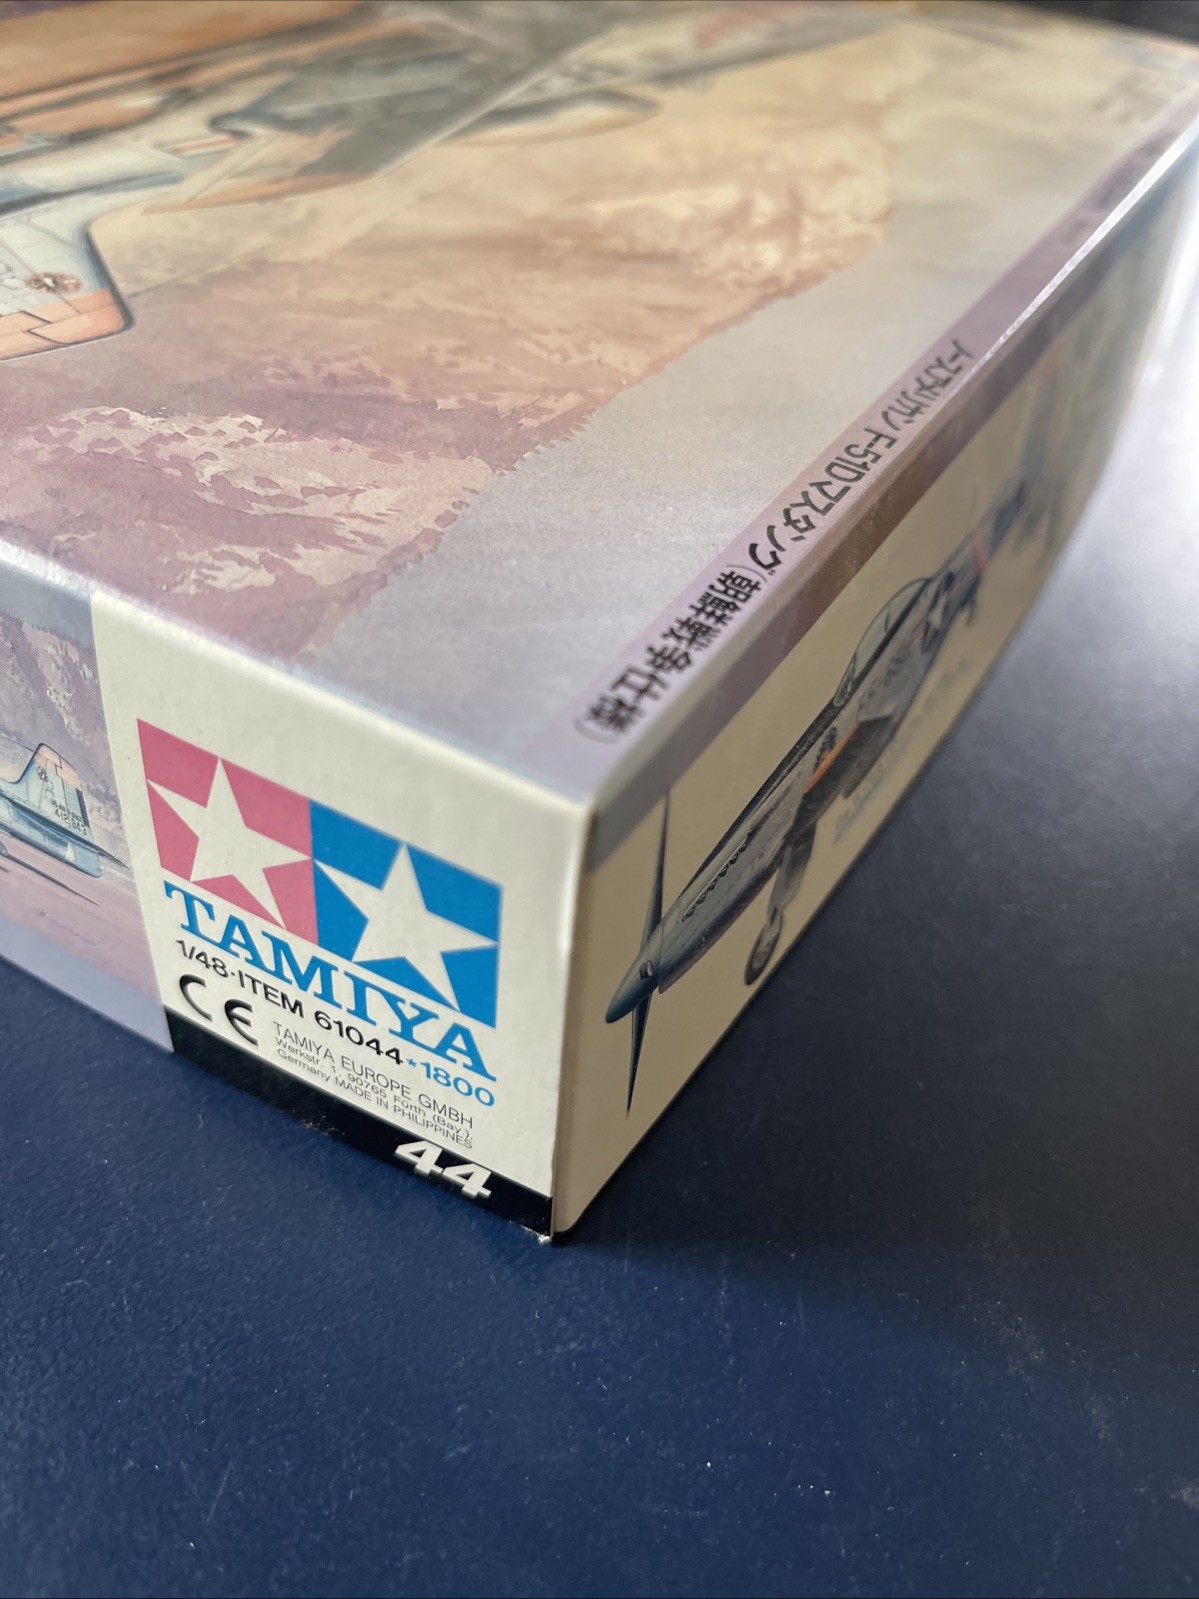 ノースアメリカン F-51Dマスタング(朝鮮戦争仕様)
TAMIYA
1/48・ITEM 61044★1800
CE
TAMIYA EUROPE GMBH
Werkstr. 1, 90765 Fürth (Bay.),
Germany MADE IN PHILIPPINES
44